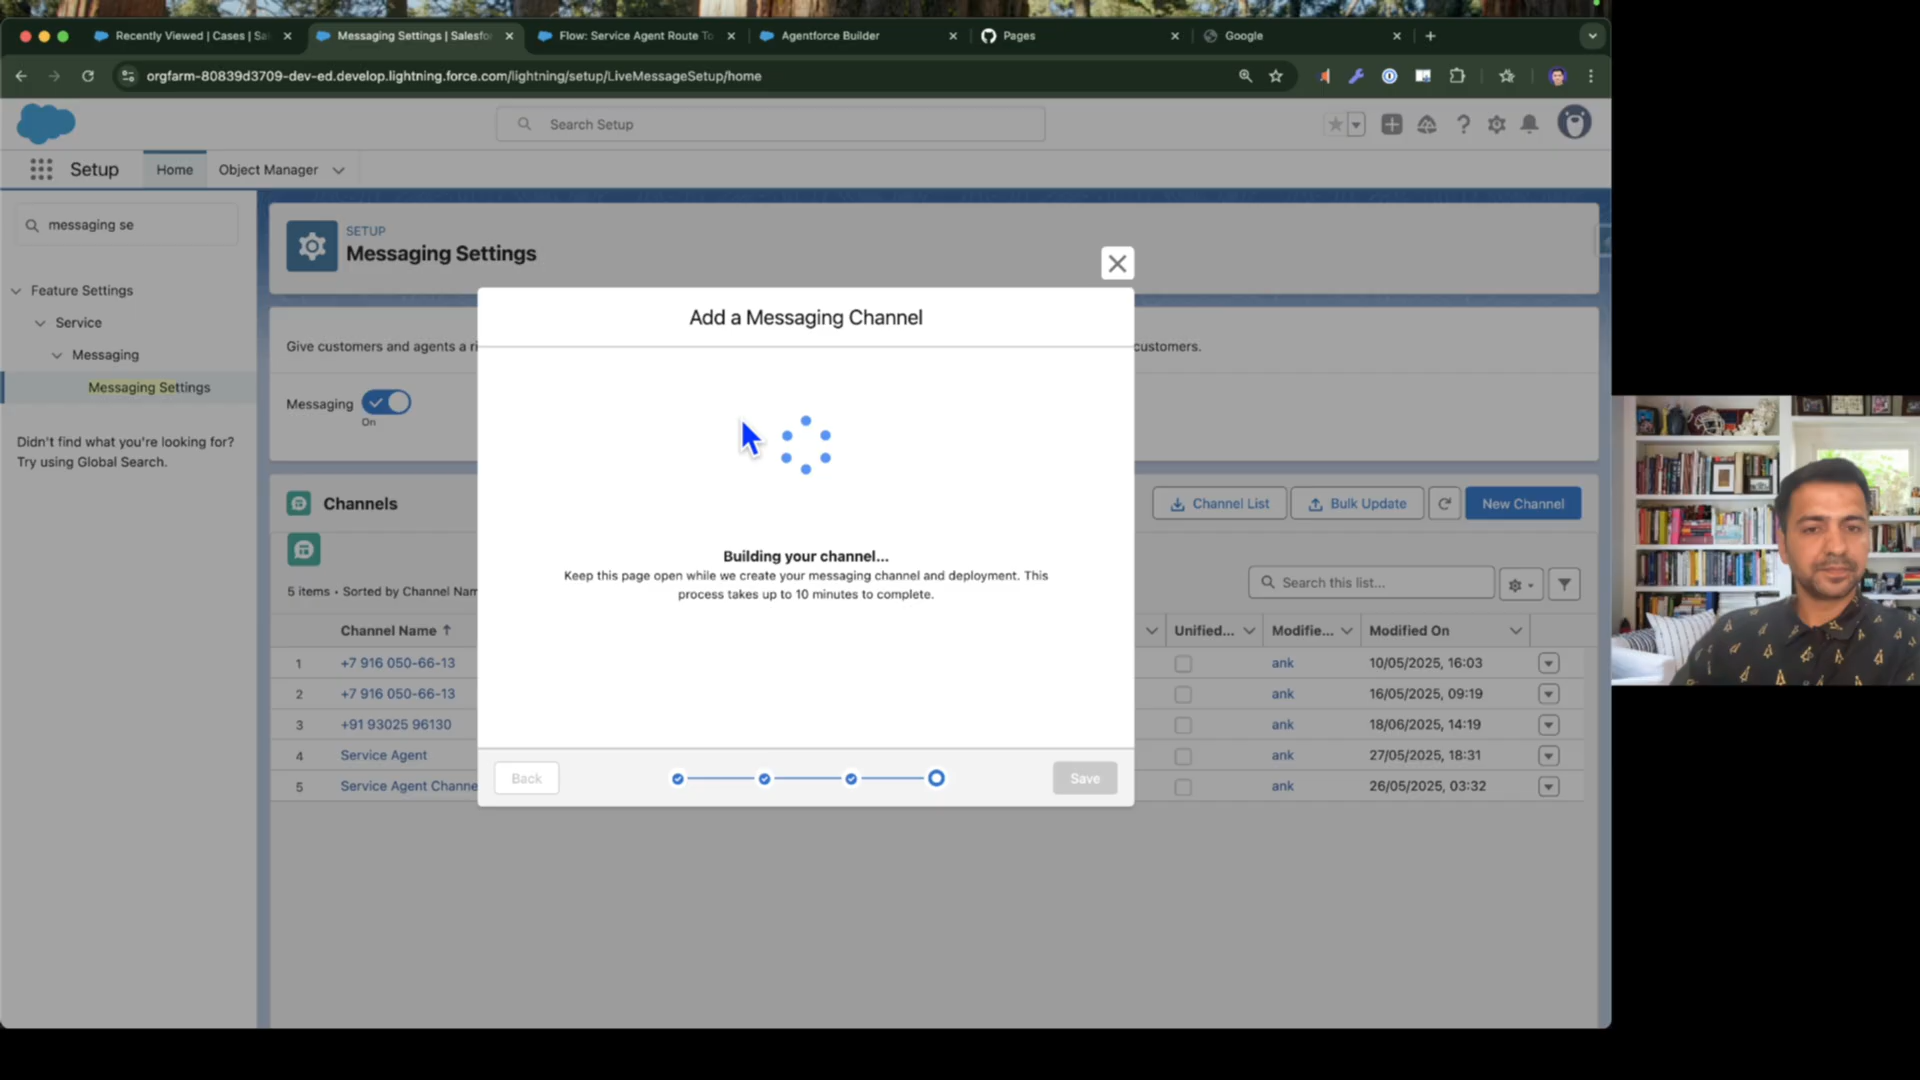 Recently Viewed | Cases | Sa
Messaging Settings | Salesfo
Flow: Service Agent Route To
Agentforce Builder
Pages
Google
orgfarm-80839d3709-dev-ed.develop.lightning.force.com/lightning/setup/LiveMessageSetup/home
Search Setup
Setup
Home
Object Manager
messaging se
Feature Settings
Service
Messaging
Messaging Settings
Didn't find what you're looking for?
Try using Global Search.
SETUP
Messaging Settings
Give customers and agents a ri
customers.
Messaging
On
Add a Messaging Channel
Building your channel...
Keep this page open while we create your messaging channel and deployment. This
process takes up to 10 minutes to complete.
Back
Save
Channels
Channel List
Bulk Update
New Channel
5 items • Sorted by Channel Nam
Search this list...
Channel Name ↑
Unified...
Modifie...
Modified On
1 +7 916 050-66-13 ank 10/05/2025, 16:03
2 +7 916 050-66-13 ank 16/05/2025, 09:19
3 +91 93025 96130 ank 18/06/2025, 14:19
4 Service Agent ank 27/05/2025, 18:31
5 Service Agent Channe ank 26/05/2025, 03:32